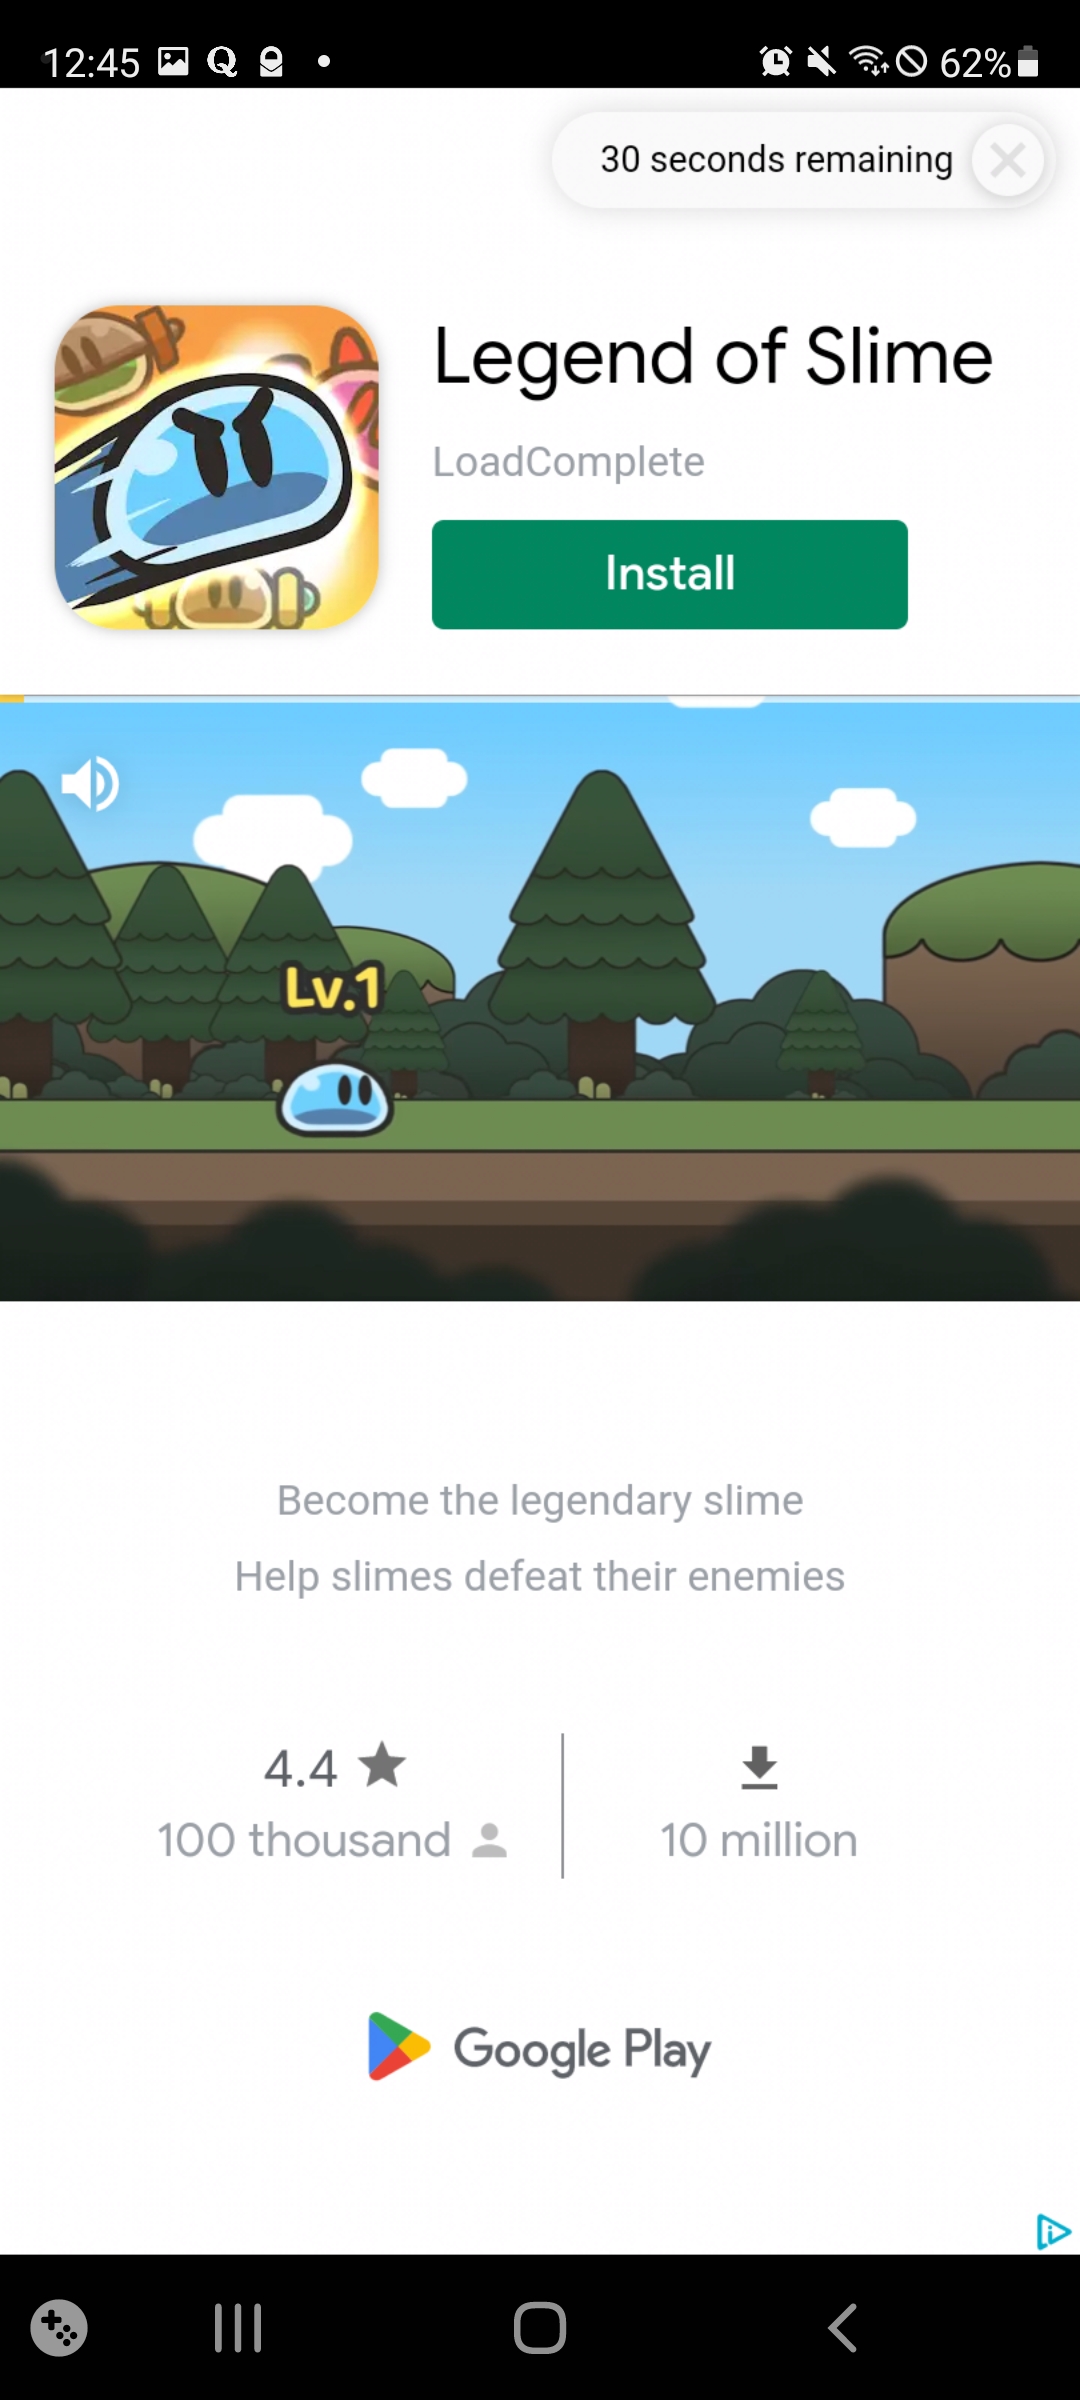 12:45 Q 62%
30 seconds remaining
Legend of Slime
LoadComplete
Install
Lv.1
Become the legendary slime
Help slimes defeat their enemies
4.4
100 thousand
10 million
Google Play